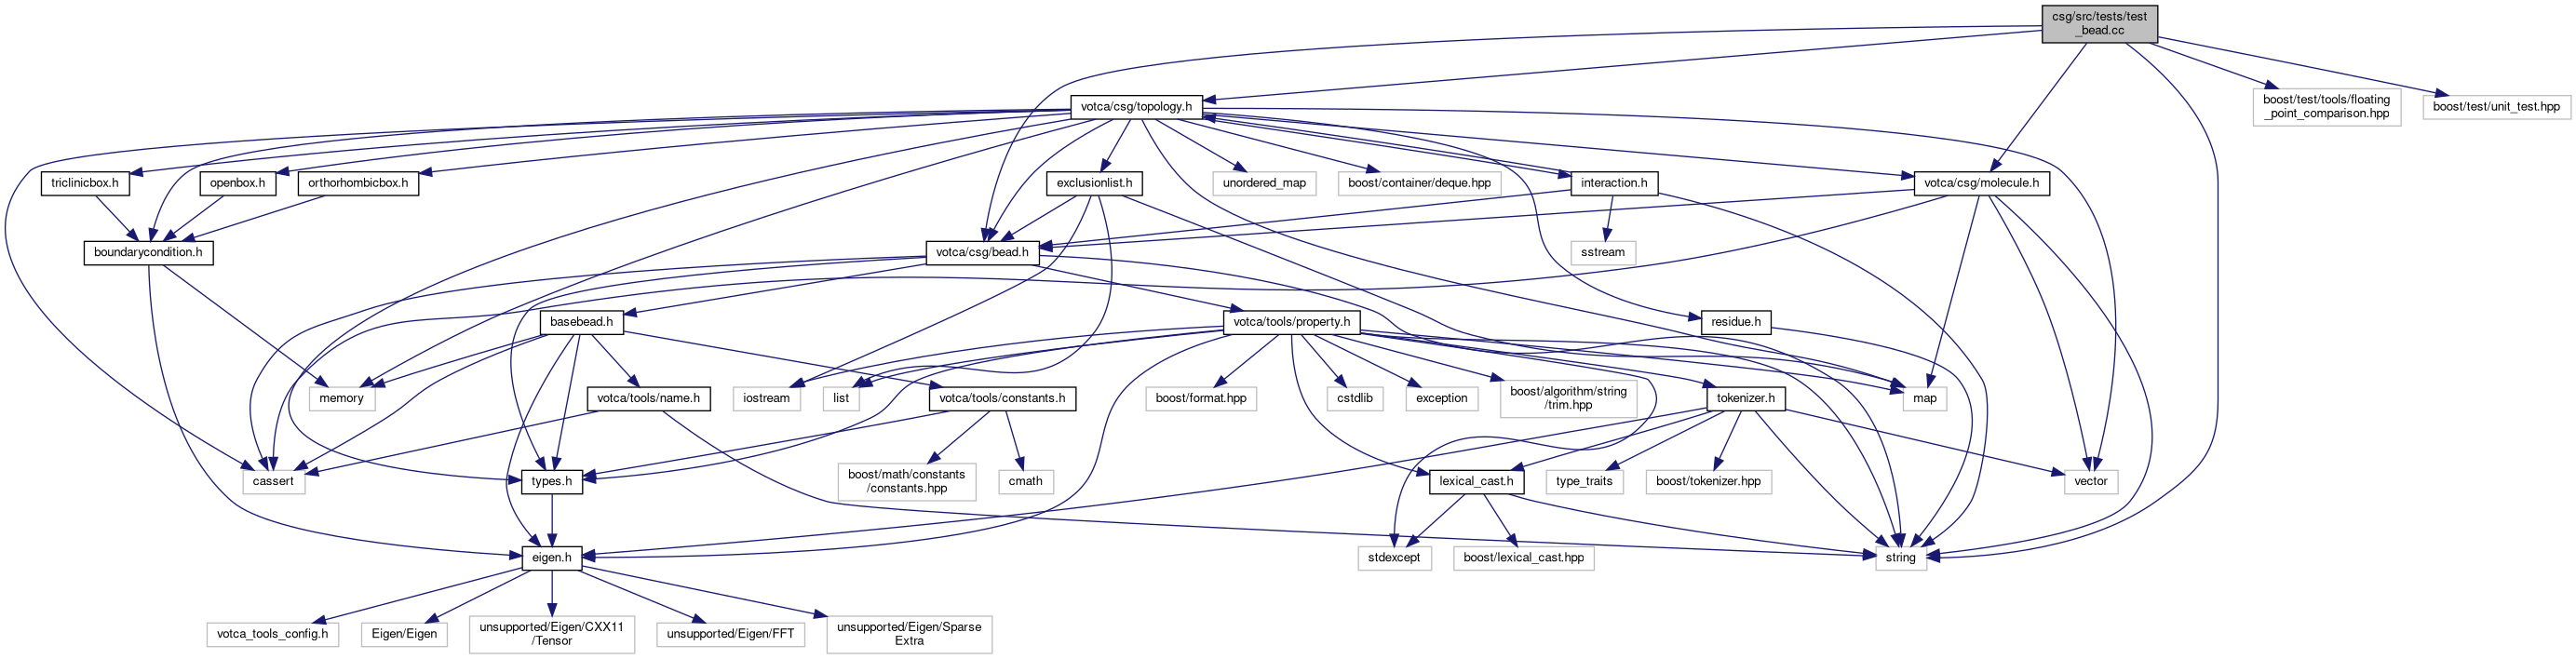 csg/src/tests/test
_bead.cc
votca/csg/topology.h
boost/test/tools/floating
_point_comparison.hpp
boost/test/unit_test.hpp
triclinicbox.h
openbox.h
orthorhombicbox.h
exclusionlist.h
unordered_map
boost/container/deque.hpp
interaction.h
votca/csg/molecule.h
boundarycondition.h
votca/csg/bead.h
sstream
basebead.h
votca/tools/property.h
residue.h
memory
votca/tools/name.h
iostream
list
votca/tools/constants.h
boost/format.hpp
cstdlib
exception
boost/algorithm/string
/trim.hpp
tokenizer.h
map
cassert
types.h
boost/math/constants
/constants.hpp
cmath
lexical_cast.h
type_traits
boost/tokenizer.hpp
vector
eigen.h
stdexcept
boost/lexical_cast.hpp
string
votca_tools_config.h
Eigen/Eigen
unsupported/Eigen/CXX11
/Tensor
unsupported/Eigen/FFT
unsupported/Eigen/Sparse
Extra